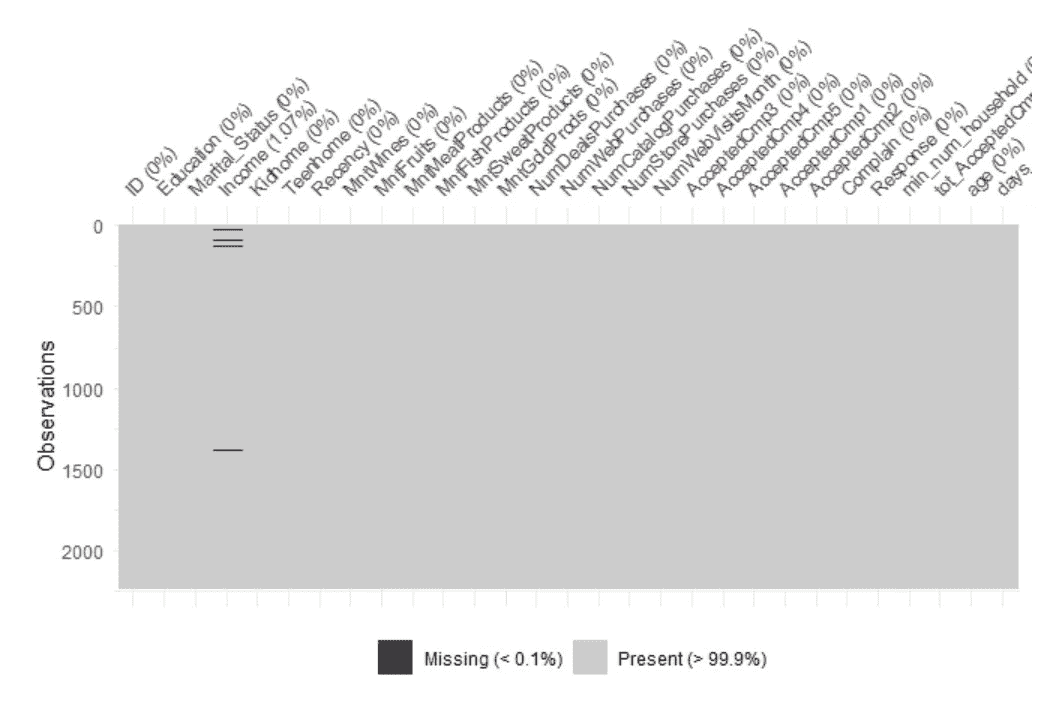 ID (0%)
Education (0%)
Marital_Status (0%)
Income (1.07%)
Kidhome (0%)
Teenhome (0%)
Recency (0%)
MntWines (0%)
MntFruits (0%)
MntMeatProducts (0%)
MntFishProducts (0%)
MntSweetProducts (0%)
MntGoldProds (0%)
NumDealsPurchases (0%)
NumWebPurchases (0%)
NumCatalogPurchases (0%)
NumStorePurchases (0%)
NumWebVisitsMonth (0%)
AcceptedCmp3 (0%)
AcceptedCmp4 (0%)
AcceptedCmp5 (0%)
AcceptedCmp1 (0%)
AcceptedCmp2 (0%)
Complain (0%)
Response (0%)
min_num_household (0
tot_AcceptedCm
age (0%)
days_
0
500
1000
1500
2000
Observations
Missing (< 0.1%)
Present (> 99.9%)